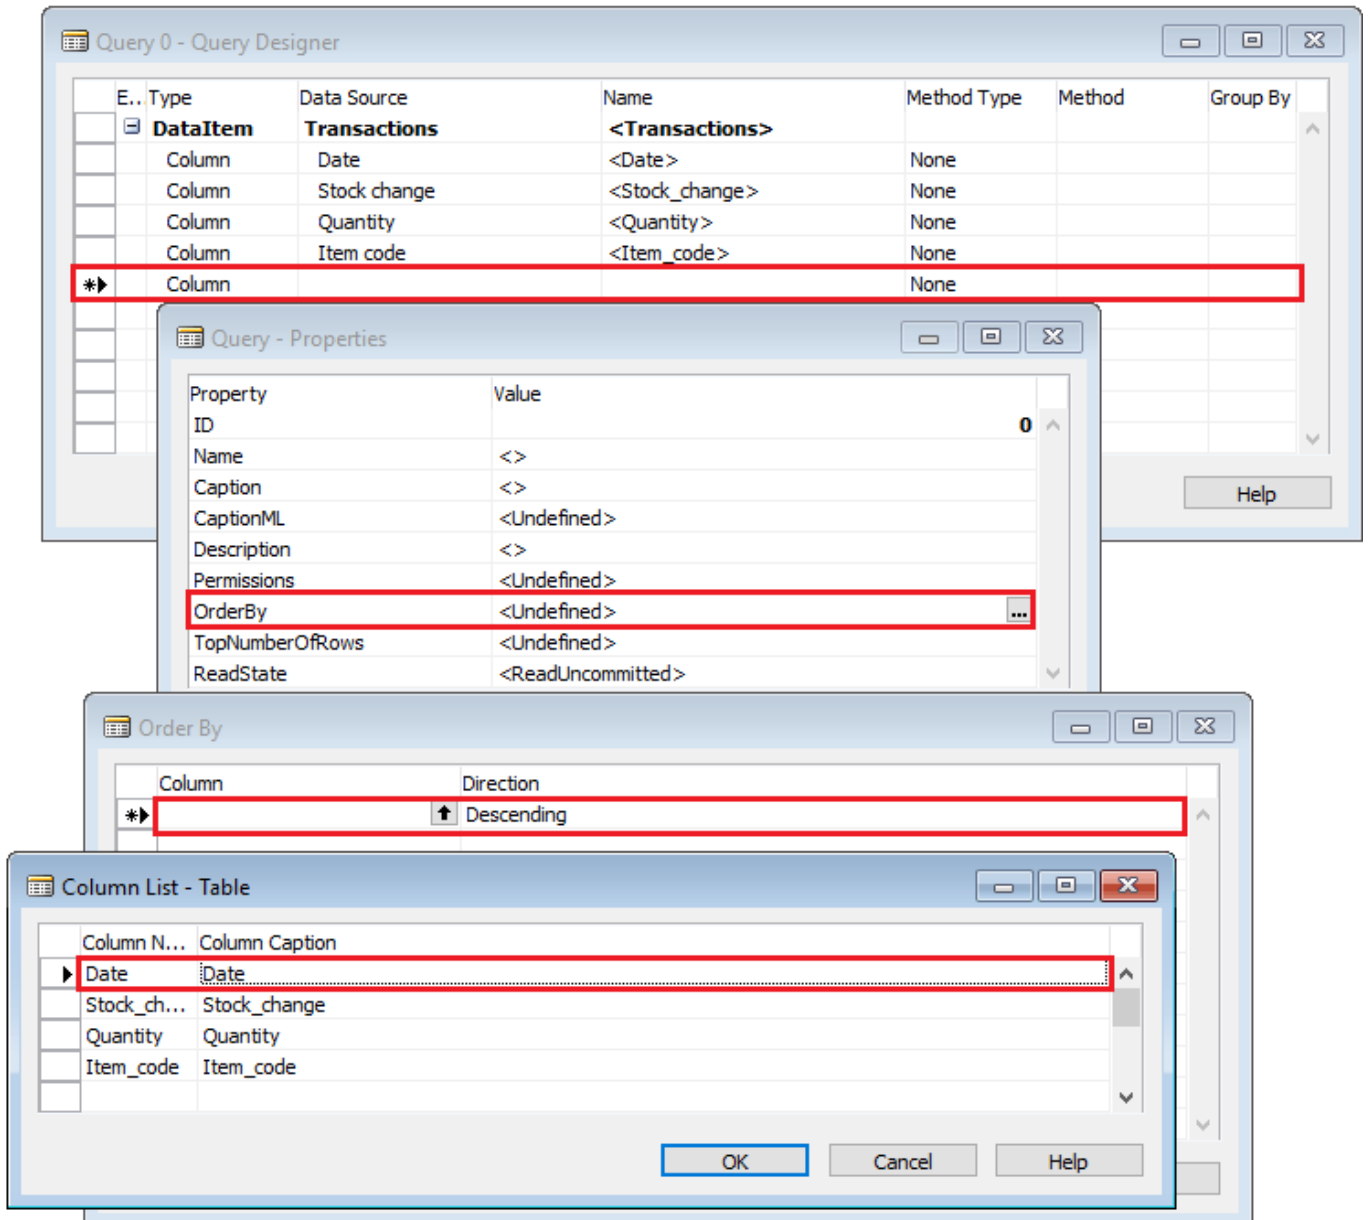 Query 0 - Query Designer
E.. Type Data Source Name Method Type Method Group By
DataItem Transactions <Transactions>
Column Date <Date> None
Column Stock change <Stock_change> None
Column Quantity <Quantity> None
Column Item code <Item_code> None
Column None
Query - Properties
Property Value
ID 0
Name <>
Caption <>
CaptionML <Undefined>
Help
Description <>
Permissions <Undefined>
OrderBy <Undefined> ...
TopNumberOfRows <Undefined>
ReadState <ReadUncommitted>
Order By
Column Direction
Descending
Column List - Table
Column N... Column Caption
Date Date
Stock_ch... Stock_change
Quantity Quantity
Item_code Item_code
OK Cancel Help